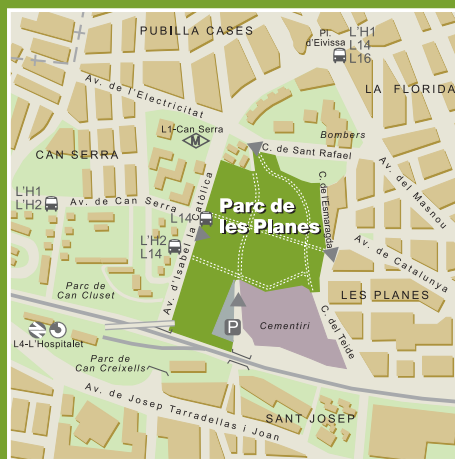 PUBILLA CASES
Pl.
d'Eivissa
L'H1
L14
L16
Av. de l'Electricitat
LA FLORIDA
L1-Can Serra
M
Bombers
C. de Sant Rafael
CAN SERRA
Av. del Masnou
L'H1
L'H2
Av. de Can Serra
C. de l'Esmaragda
Av. d'Isabel la Catòlica
L14
Parc de
les Planes
L'H2
L14
Av. de Catalunya
Parc de
Can Cluset
LES PLANES
P
Cementiri
C. del Teide
L4-L'Hospitalet
Parc de
Can Creixells
Av. de Josep Tarradellas i Joan
SANT JOSEP